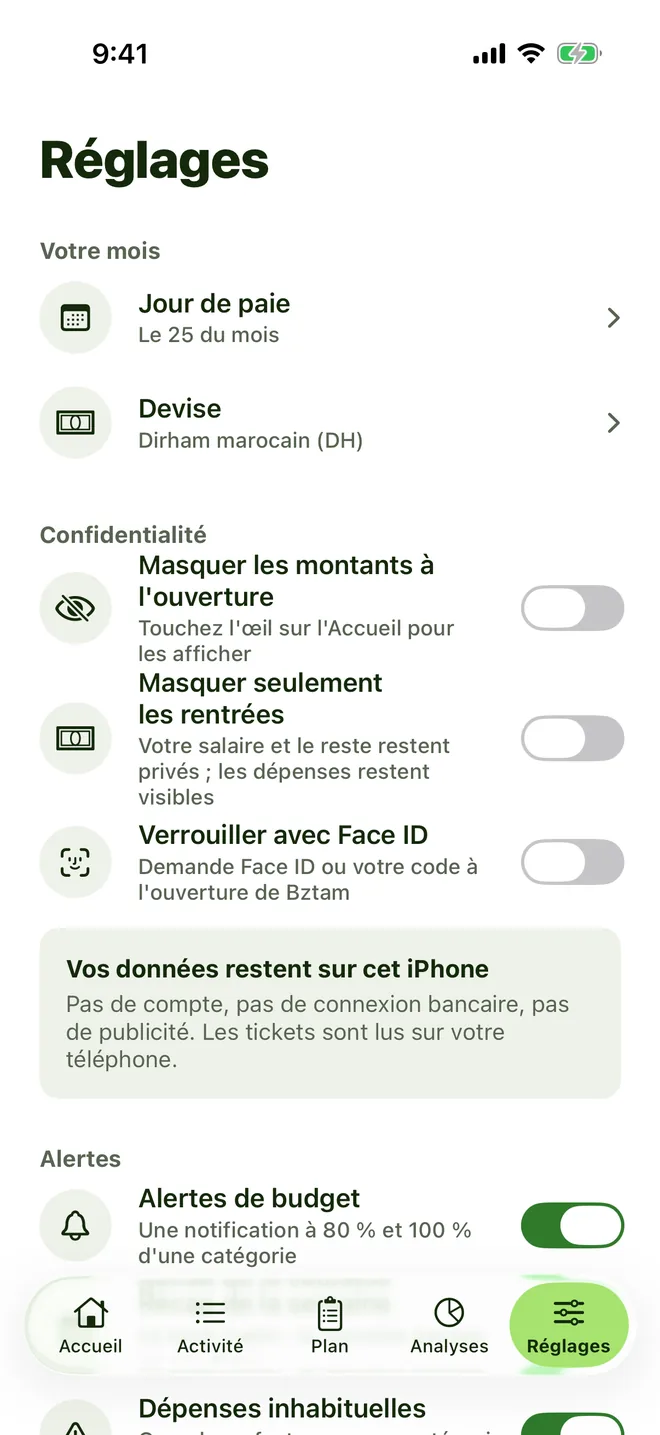 9:41
Réglages
Votre mois
Jour de paie
Le 25 du mois
Devise
Dirham marocain (DH)
Confidentialité
Masquer les montants à
l'ouverture
Touchez l'œil sur l'Accueil pour
les afficher
Masquer seulement
les rentrées
Votre salaire et le reste restent
privés ; les dépenses restent
visibles
Verrouiller avec Face ID
Demande Face ID ou votre code à
l'ouverture de Bztam
Vos données restent sur cet iPhone
Pas de compte, pas de connexion bancaire, pas
de publicité. Les tickets sont lus sur votre
téléphone.
Alertes
Alertes de budget
Une notification à 80 % et 100 %
d'une catégorie
Accueil
Activité
Plan
Analyses
Réglages
Dépenses inhabituelles